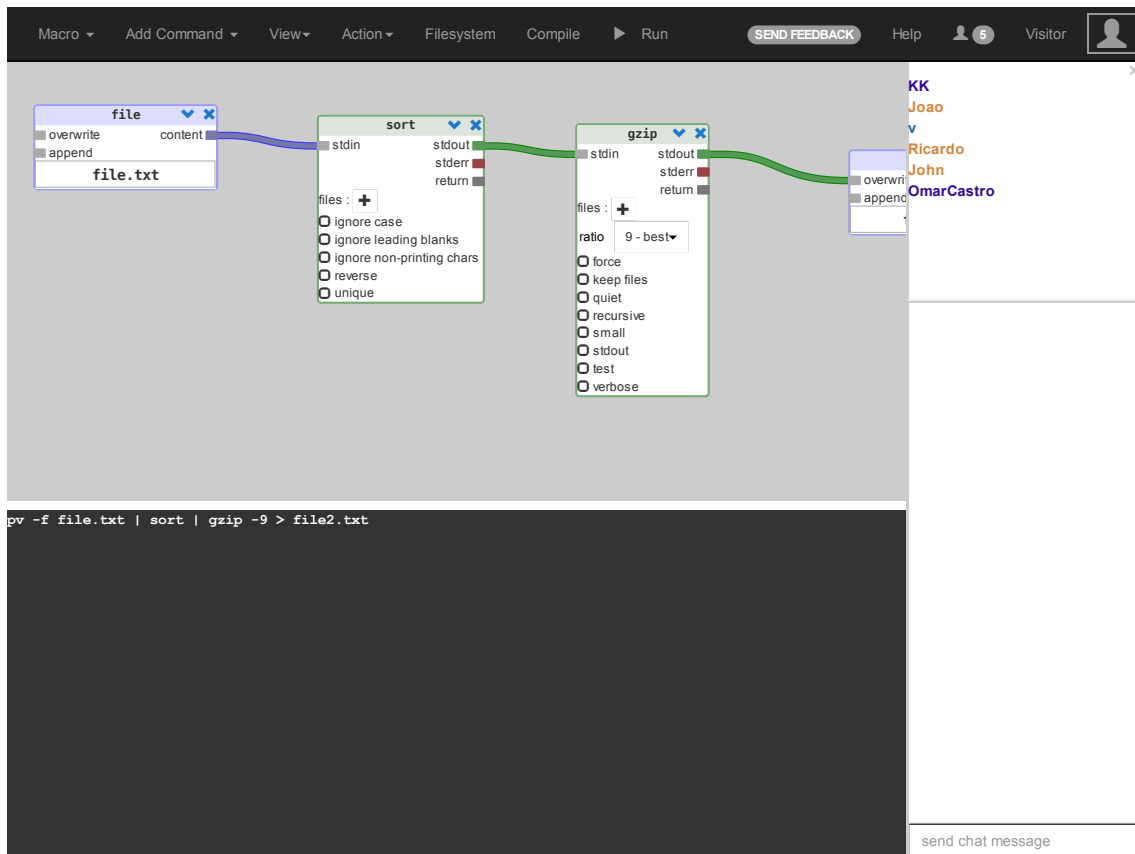 Macro Add Command View Action Filesystem Compile Run SEND FEEDBACK Help 5 Visitor
file
overwrite content
append
file.txt
sort
stdin stdout
stderr
return
files :
ignore case
ignore leading blanks
ignore non-printing chars
reverse
unique
gzip
stdin stdout
stderr
return
files :
ratio 9 - best
force
keep files
quiet
recursive
small
stdout
test
verbose
append
KK
Joao
v
Ricardo
John
OmarCastro
pv -f file.txt | sort | gzip -9 > file2.txt
send chat message